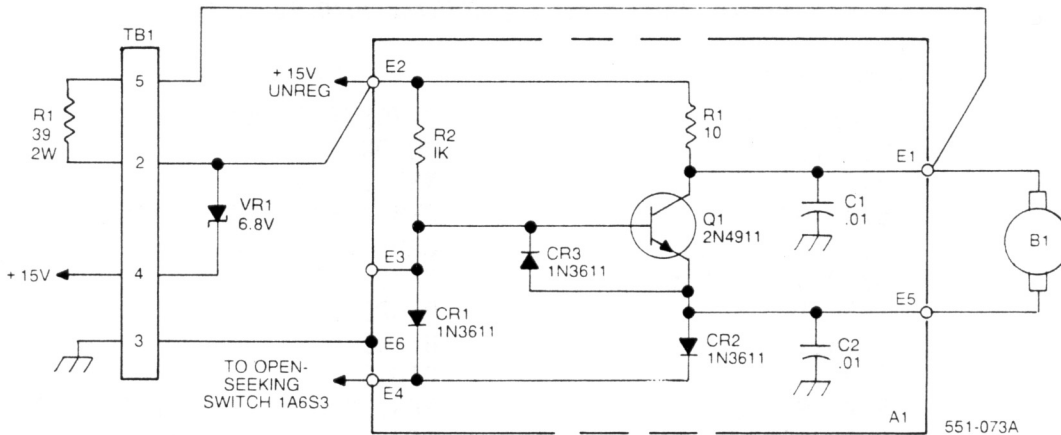 TB1
5
R1
39
2W
2
VR1
6.8V
+ 15V
4
3
+ 15V
UNREG
E2
R2
IK
R1
10
E1
C1
.01
Q1
2N4911
B1
CR3
1N3611
E3
CR1
1N3611
E5
CR2
1N3611
C2
.01
E6
TO OPEN-
SEEKING
SWITCH 1A6S3
E4
A1
551-073A